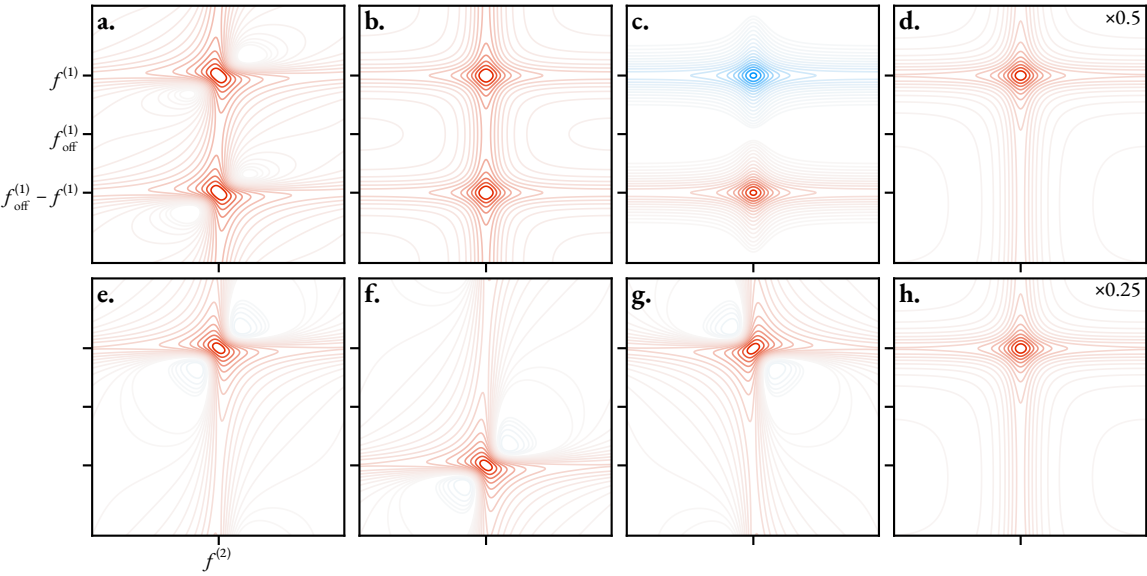 a.
b.
c.
d.
×0.5
f⁽¹⁾
f⁽¹⁾off
f⁽¹⁾off − f⁽¹⁾
e.
f.
g.
h.
×0.25
f⁽²⁾